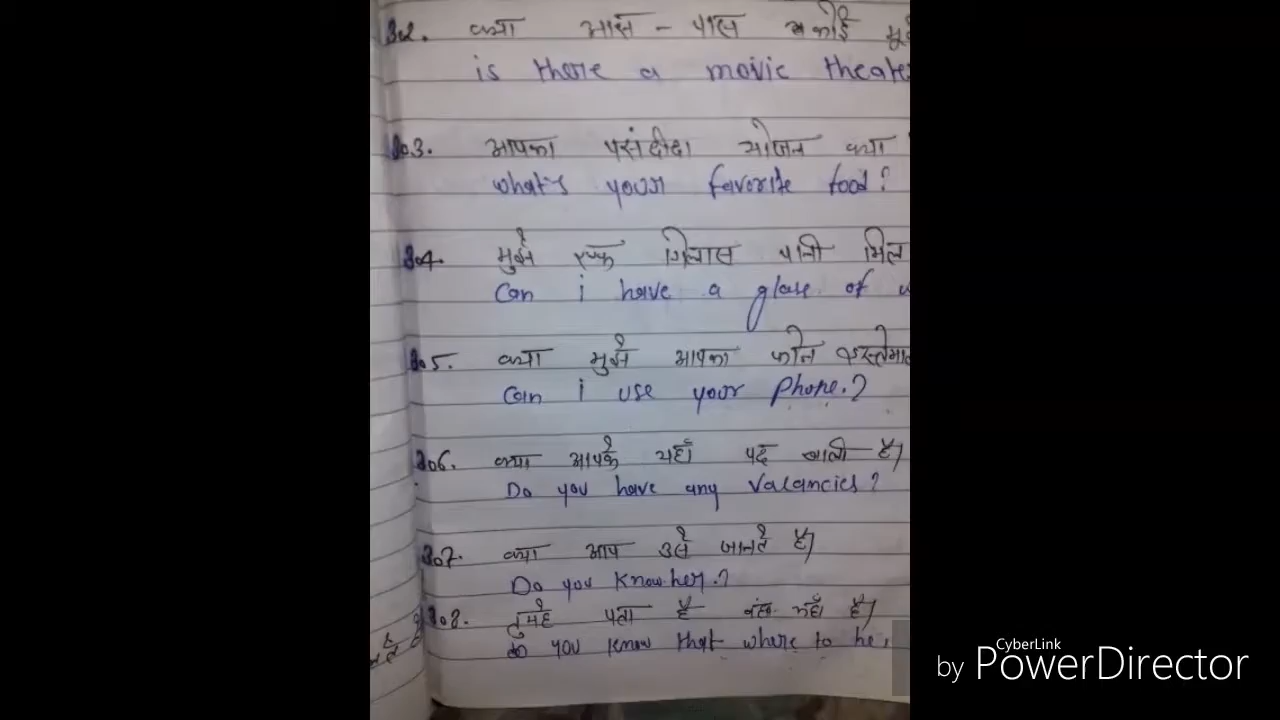 302. क्या आस - पास कोई
is there a movie theate
303. आपका पसंदीदा भोजन क्या
what's your favorite food?
304. मुझे एक गिलास पानी मिल
Can i have a glass of
305. क्या मुझे आपका फोन इस्तेमा
Can i use your phone.?
306. क्या आपके यहाँ पद खाली है।
Do you have any vacancies?
307. क्या आप उसे जानते है।
Do you know her.?
308. तुम्हे पता है वह कहाँ है।
do you know that where to he.
CyberLink
by PowerDirector